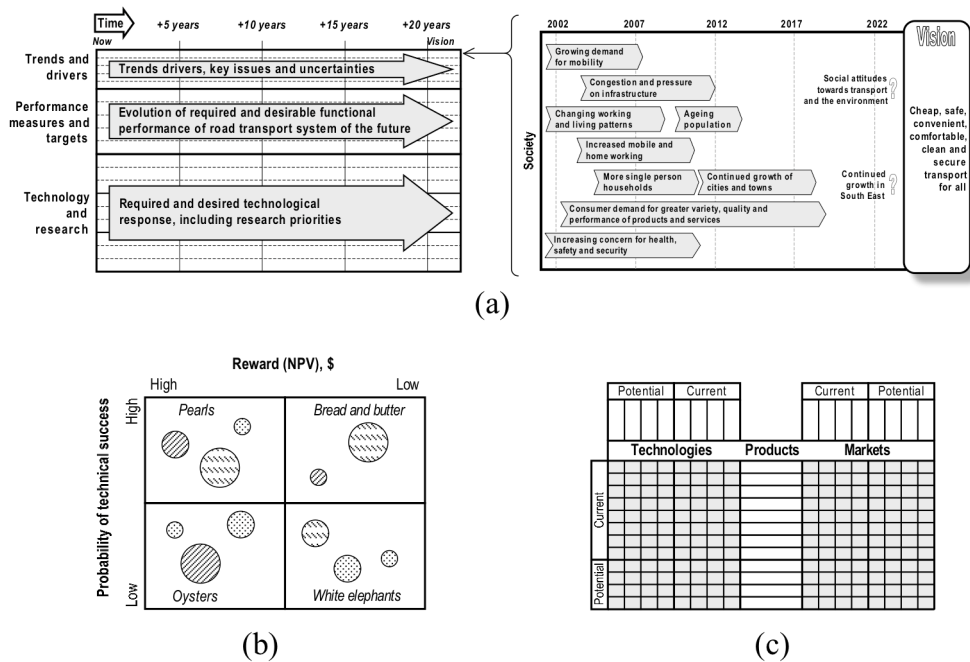 Time
+5 years
+10 years
+15 years
+20 years
Now
Vision
Trends and
drivers
Trends drivers, key issues and uncertainties
Performance
measures and
targets
Evolution of required and desirable functional
performance of road transport system of the future
Technology
and
research
Required and desired technological
response, including research priorities
2002
2007
2012
2017
2022
Vision
Society
Growing demand
for mobility
Congestion and pressure
on infrastructure
Social attitudes
towards transport
and the environment
?
Changing working
and living patterns
Ageing
population
Increased mobile and
home working
More single person
households
Continued growth of
cities and towns
Continued
growth in
South East
?
Consumer demand for greater variety, quality and
performance of products and services
Increasing concern for health,
safety and security
Cheap, safe,
convenient,
comfortable,
clean and
secure
transport
for all
(a)
Reward (NPV), $
High
Low
Probability of technical success
High
Low
Pearls
Bread and butter
Oysters
White elephants
(b)
Potential
Current
Current
Potential
Technologies
Products
Markets
Current
Potential
(c)